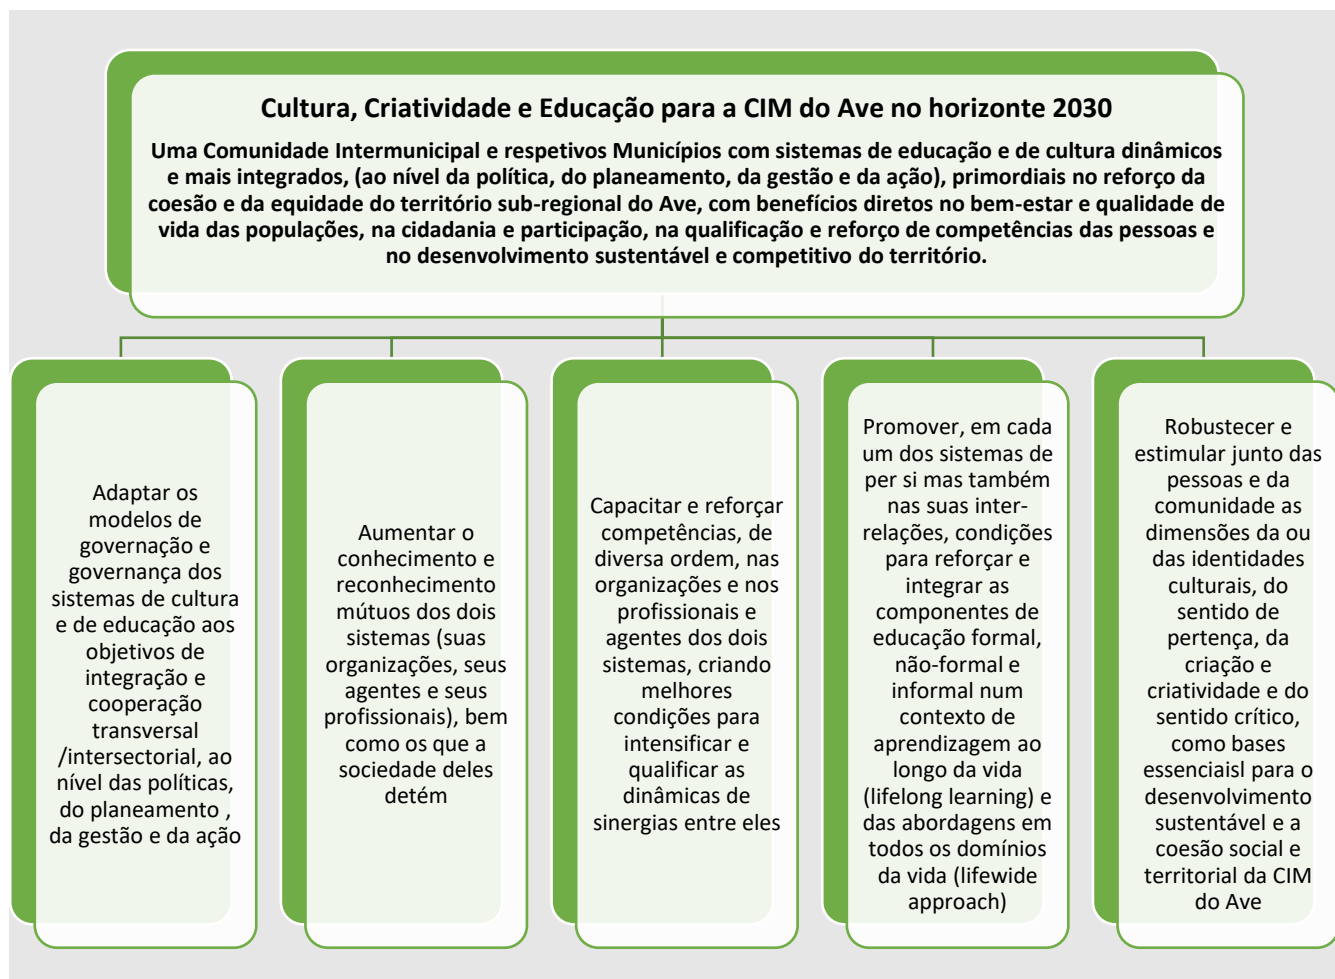 Cultura, Criatividade e Educação para a CIM do Ave no horizonte 2030
Uma Comunidade Intermunicipal e respetivos Municípios com sistemas de educação e de cultura dinâmicos
e mais integrados, (ao nível da política, do planeamento, da gestão e da ação), primordiais no reforço da
coesão e da equidade do território sub-regional do Ave, com benefícios diretos no bem-estar e qualidade de
vida das populações, na cidadania e participação, na qualificação e reforço de competências das pessoas e
no desenvolvimento sustentável e competitivo do território.
Adaptar os
modelos de
governação e
governança dos
sistemas de cultura
e de educação aos
objetivos de
integração e
cooperação
transversal
/intersectorial, ao
nível das políticas,
do planeamento ,
da gestão e da ação
Aumentar o
conhecimento e
reconhecimento
mútuos dos dois
sistemas (suas
organizações, seus
agentes e seus
profissionais), bem
como os que a
sociedade deles
detém
Capacitar e reforçar
competências, de
diversa ordem, nas
organizações e nos
profissionais e
agentes dos dois
sistemas, criando
melhores
condições para
intensificar e
qualificar as
dinâmicas de
sinergias entre eles
Promover, em cada
um dos sistemas de
per si mas também
nas suas inter-
relações, condições
para reforçar e
integrar as
componentes de
educação formal,
não-formal e
informal num
contexto de
aprendizagem ao
longo da vida
(lifelong learning) e
das abordagens em
todos os domínios
da vida (lifewide
approach)
Robustecer e
estimular junto das
pessoas e da
comunidade as
dimensões da ou
das identidades
culturais, do
sentido de
pertença, da
criação e
criatividade e do
sentido crítico,
como bases
essenciaisl para o
desenvolvimento
sustentável e a
coesão social e
territorial da CIM
do Ave